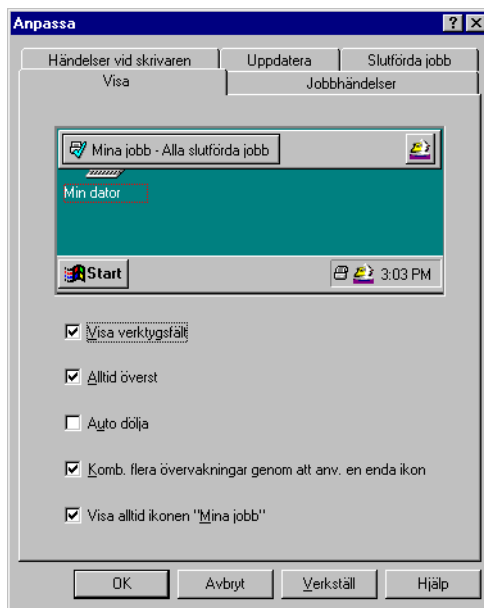 Anpassa
Händelser vid skrivaren
Uppdatera
Slutförda jobb
Visa
Jobbhändelser
Mina jobb - Alla slutförda jobb
Min dator
Start
3:03 PM
Visa verktygsfält
Alltid överst
Auto dölja
Komb. flera övervakningar genom att anv. en enda ikon
Visa alltid ikonen "Mina jobb"
OK
Avbryt
Verkställ
Hjälp